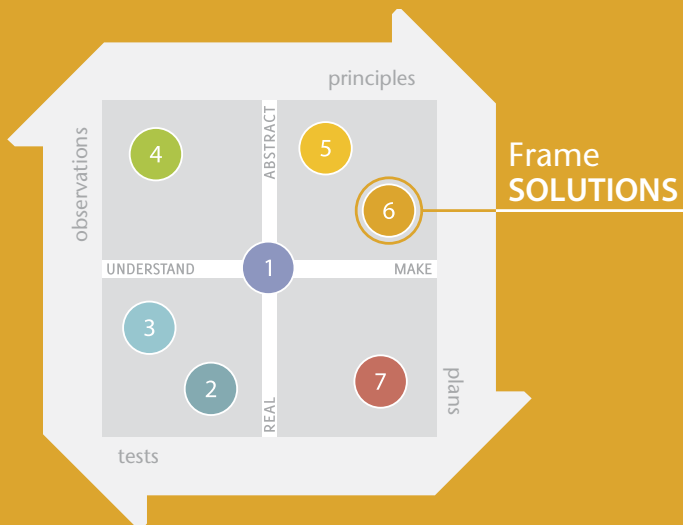 principles
observations
ABSTRACT
4
5
Frame
SOLUTIONS
6
UNDERSTAND
1
MAKE
3
2
7
REAL
plans
tests